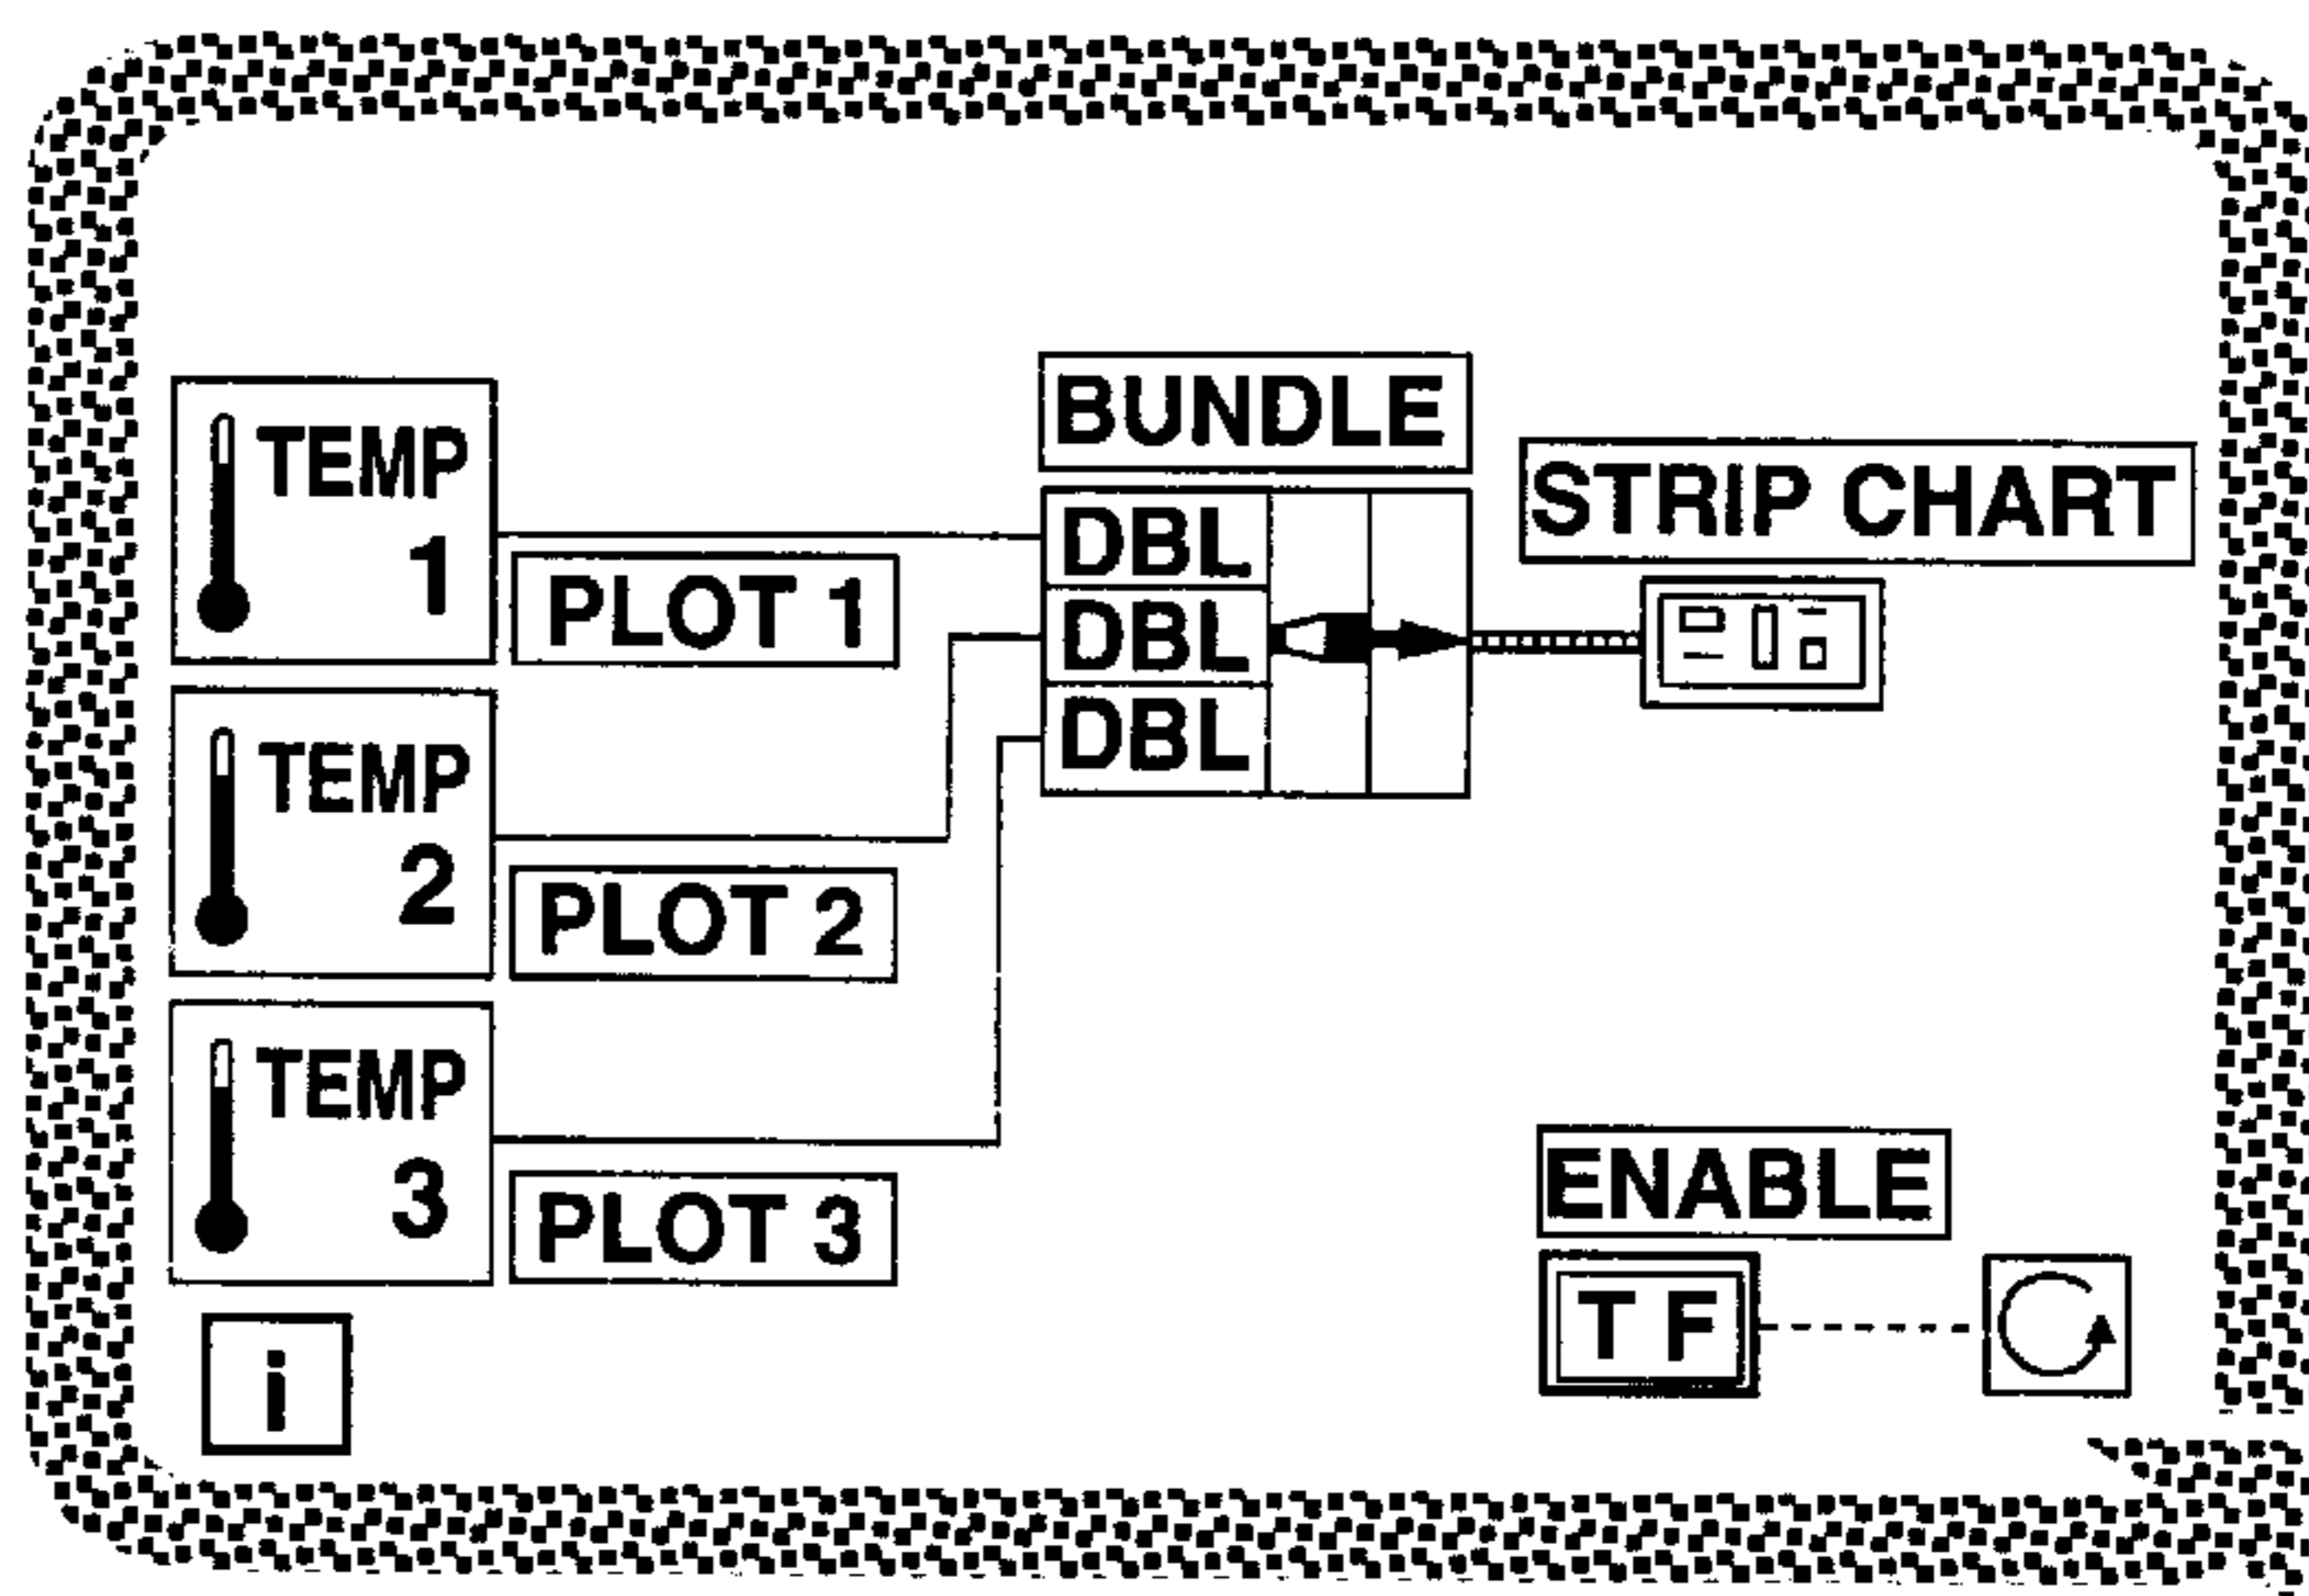 TEMP
1
PLOT 1
BUNDLE
DBL
DBL
DBL
STRIP CHART
TEMP
2
PLOT 2
TEMP
3
PLOT 3
i
ENABLE
T F